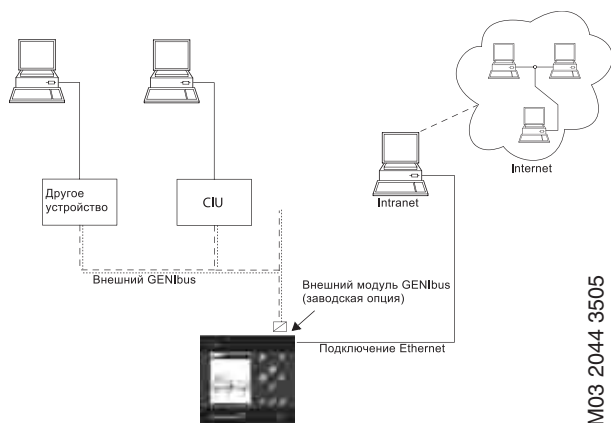 Internet
Другое
устройство
CIU
Intranet
Внешний GENIbus
Внешний модуль GENIbus
(заводская опция)
Подключение Ethernet
TM03 2044 3505